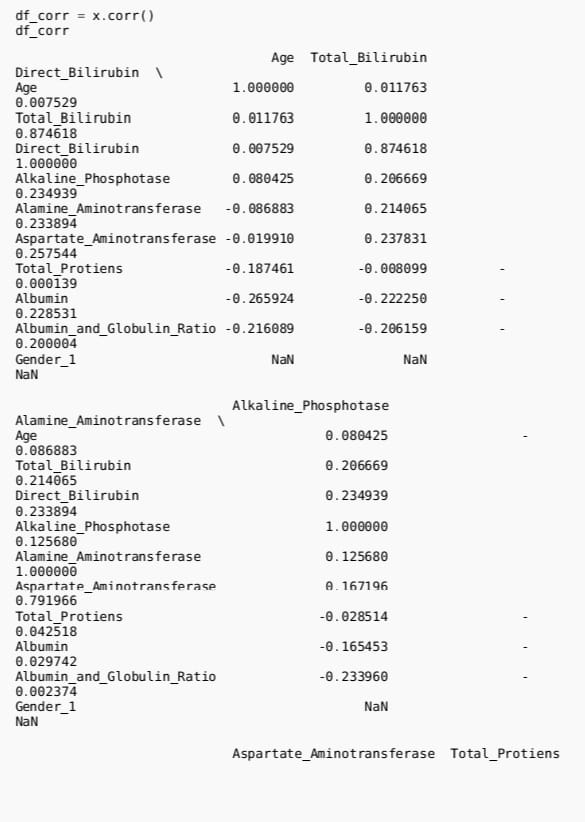 df_corr = x.corr()
df_corr
Age Total_Bilirubin
Direct_Bilirubin \
Age 1.000000 0.011763
0.007529
Total_Bilirubin 0.011763 1.000000
0.874618
Direct_Bilirubin 0.007529 0.874618
1.000000
Alkaline_Phosphotase 0.080425 0.206669
0.234939
Alamine_Aminotransferase -0.086883 0.214065
0.233894
Aspartate_Aminotransferase -0.019910 0.237831
0.257544
Total_Protiens -0.187461 -0.008099 -
0.000139
Albumin -0.265924 -0.222250 -
0.228531
Albumin_and_Globulin_Ratio -0.216089 -0.206159 -
0.200004
Gender_1 NaN NaN
NaN
Alkaline_Phosphotase
Alamine_Aminotransferase \
Age 0.080425 -
0.086883
Total_Bilirubin 0.206669
0.214065
Direct_Bilirubin 0.234939
0.233894
Alkaline_Phosphotase 1.000000
0.125680
Alamine_Aminotransferase 0.125680
1.000000
Aspartate_Aminotransferase 0.167196
0.791966
Total_Protiens -0.028514 -
0.042518
Albumin -0.165453 -
0.029742
Albumin_and_Globulin_Ratio -0.233960 -
0.002374
Gender_1 NaN
NaN
Aspartate_Aminotransferase Total_Protiens